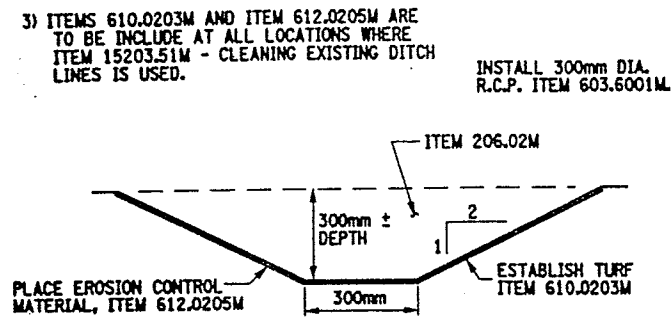 3) ITEMS 610.0203M AND ITEM 612.0205M ARE
TO BE INCLUDE AT ALL LOCATIONS WHERE
ITEM 15203.51M - CLEANING EXISTING DITCH
LINES IS USED.
INSTALL 300mm DIA.
R.C.P. ITEM 603.6001M.
ITEM 206.02M
300mm ±
DEPTH
2
1
PLACE EROSION CONTROL
MATERIAL, ITEM 612.0205M
300mm
ESTABLISH TURF
ITEM 610.0203M